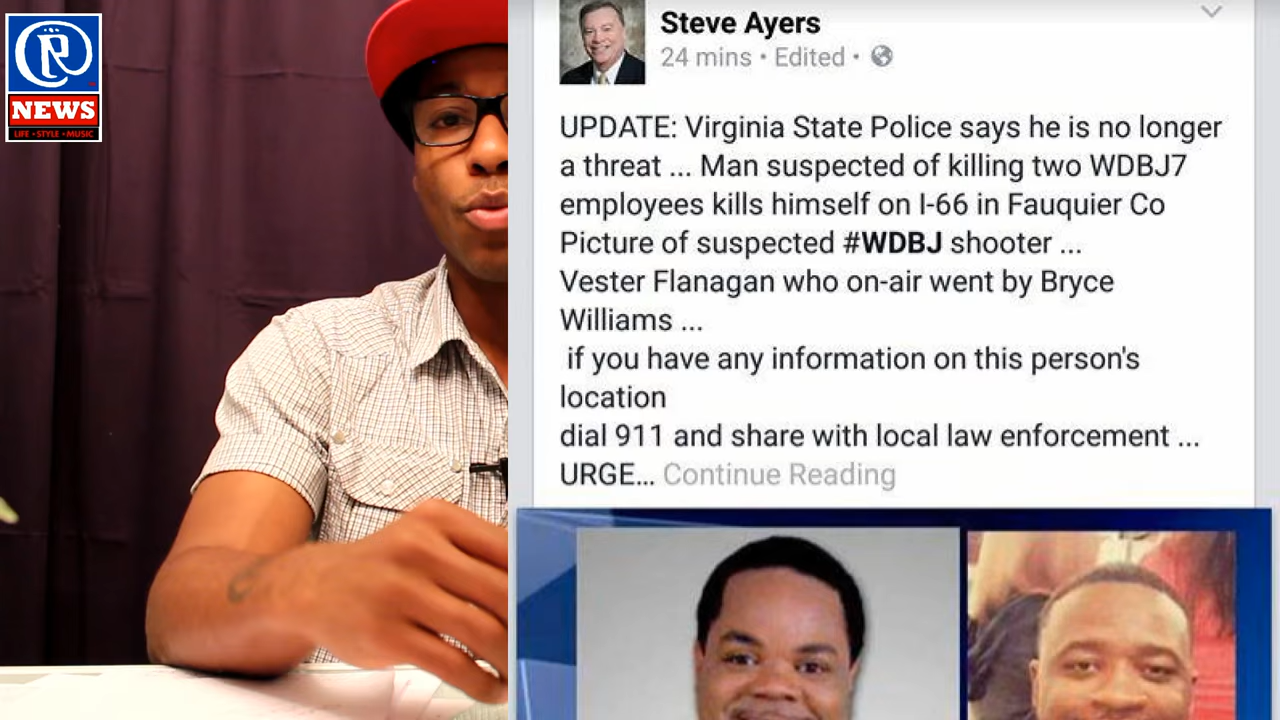 R
NEWS
LIFE • STYLE • MUSIC
Steve Ayers
24 mins • Edited •
UPDATE: Virginia State Police says he is no longer
a threat ... Man suspected of killing two WDBJ7
employees kills himself on I-66 in Fauquier Co
Picture of suspected #WDBJ shooter ...
Vester Flanagan who on-air went by Bryce
Williams ...
if you have any information on this person's
location
dial 911 and share with local law enforcement ...
URGE... Continue Reading